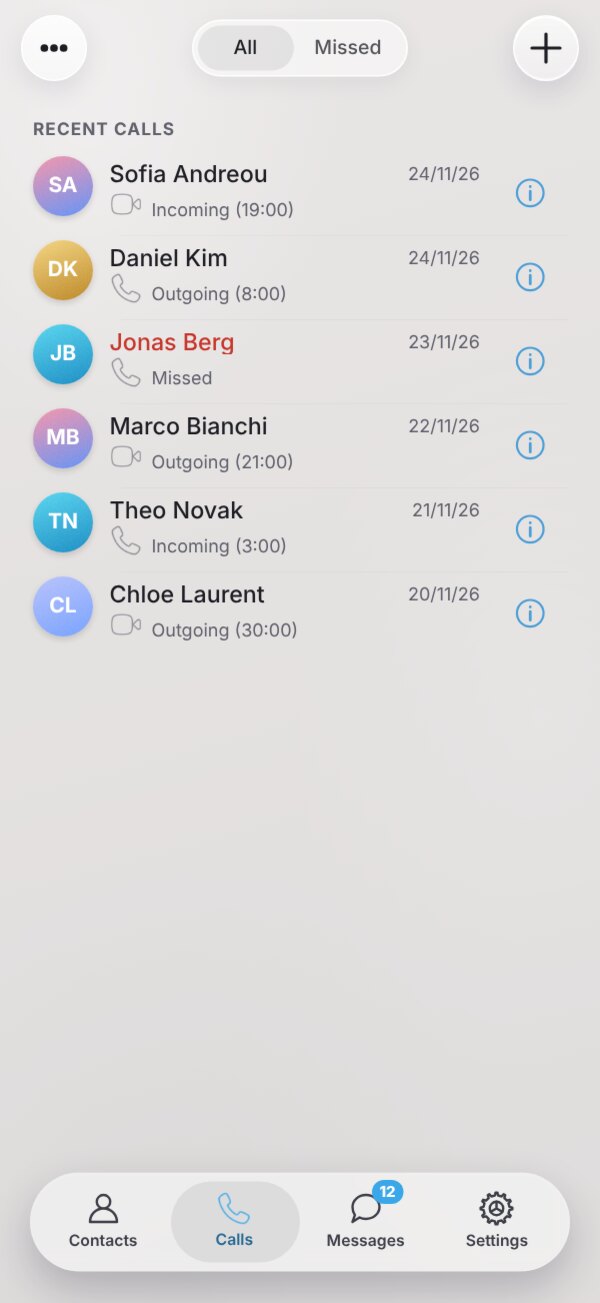 All Missed
RECENT CALLS
SA Sofia Andreou 24/11/26
Incoming (19:00)
DK Daniel Kim 24/11/26
Outgoing (8:00)
JB Jonas Berg 23/11/26
Missed
MB Marco Bianchi 22/11/26
Outgoing (21:00)
TN Theo Novak 21/11/26
Incoming (3:00)
CL Chloe Laurent 20/11/26
Outgoing (30:00)
12
Contacts Calls Messages Settings